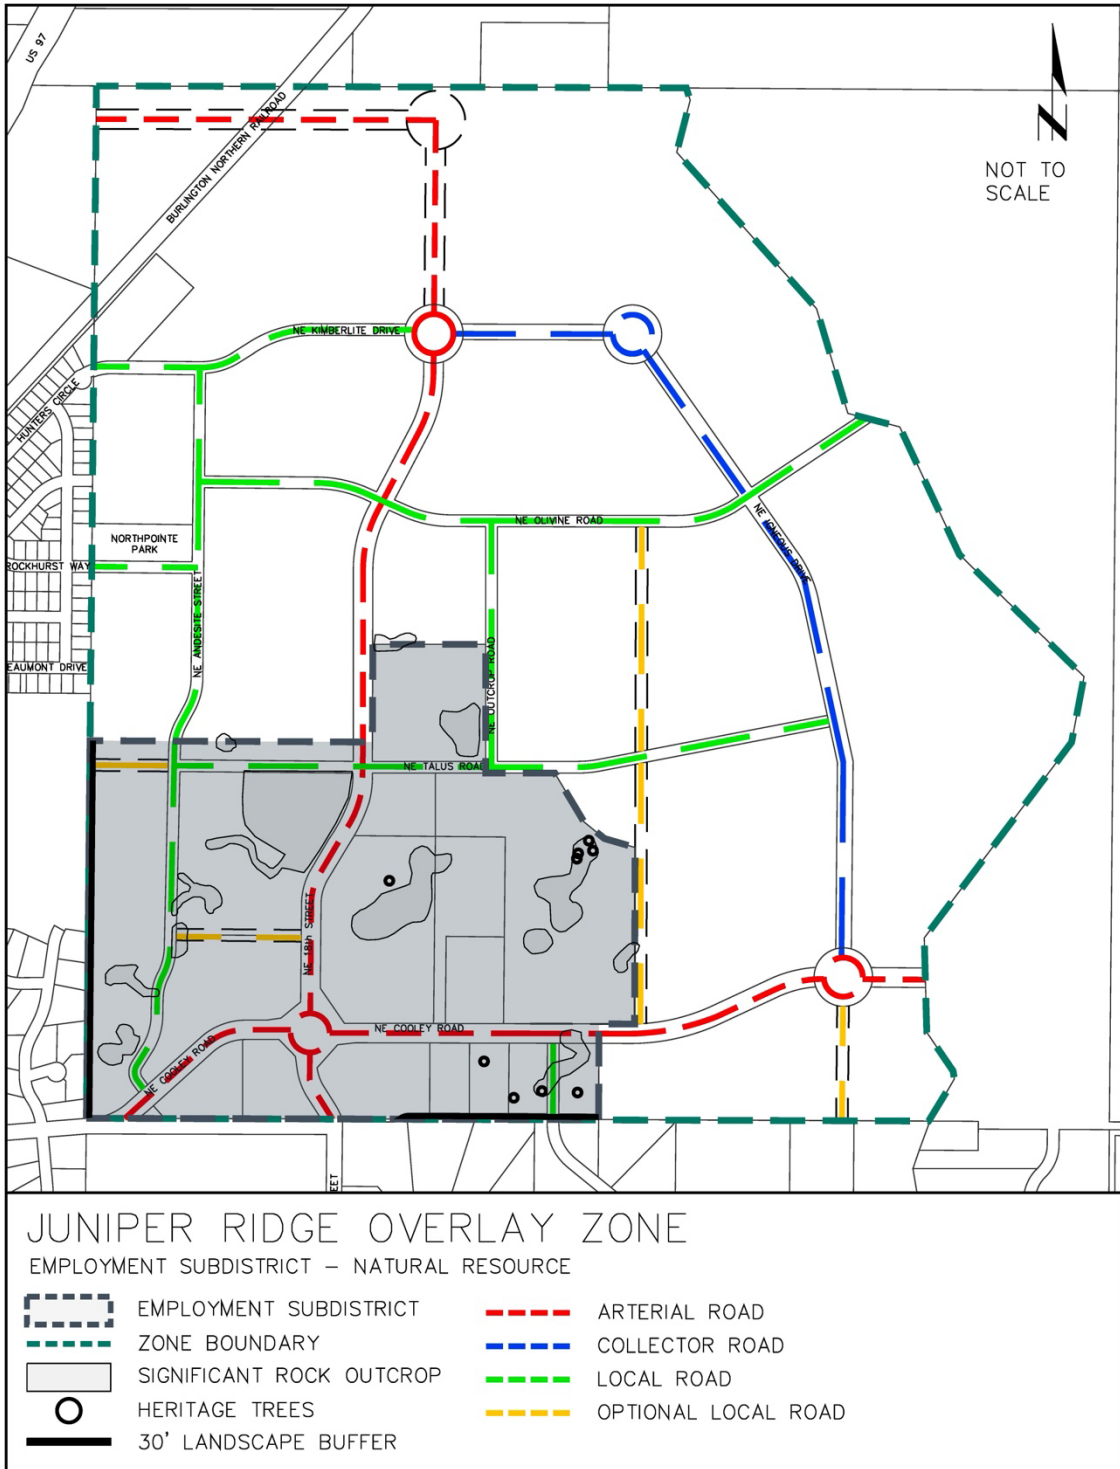 US 97
BURLINGTON NORTHERN RAILROAD
NOT TO
SCALE
NE KIMBERLITE DRIVE
HUNTERS CIRCLE
NE OLIVINE ROAD
NE IGNEOUS DRIVE
NORTHPOINTE
PARK
ROCKHURST WAY
NE ANDESITE STREET
EAUMONT DRIVE
NE OUTCROP ROAD
NE TALUS ROAD
NE 18th STREET
NE COOLEY ROAD
NE COOLEY ROAD
EET
JUNIPER RIDGE OVERLAY ZONE
EMPLOYMENT SUBDISTRICT – NATURAL RESOURCE
EMPLOYMENT SUBDISTRICT
ZONE BOUNDARY
SIGNIFICANT ROCK OUTCROP
HERITAGE TREES
30' LANDSCAPE BUFFER
ARTERIAL ROAD
COLLECTOR ROAD
LOCAL ROAD
OPTIONAL LOCAL ROAD